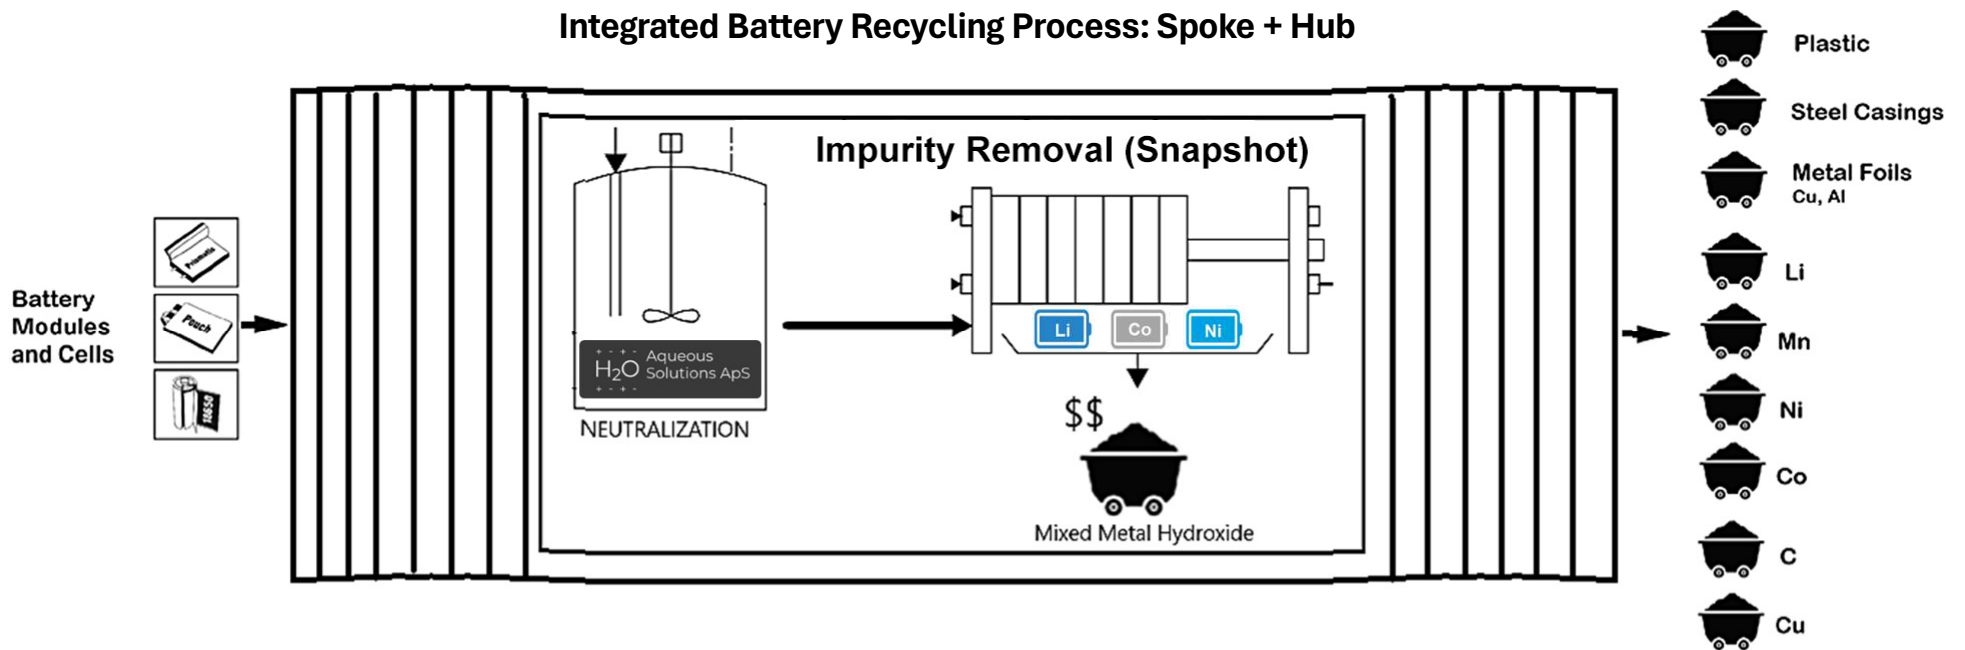 Integrated Battery Recycling Process: Spoke + Hub
Battery
Modules
and Cells
Prismatic
Pouch
18650
Impurity Removal (Snapshot)
+ - + -
H₂O
+ - + -
Aqueous
Solutions ApS
NEUTRALIZATION
Li
Co
Ni
$$
Mixed Metal Hydroxide
Plastic
Steel Casings
Metal Foils
Cu, Al
Li
Mn
Ni
Co
C
Cu